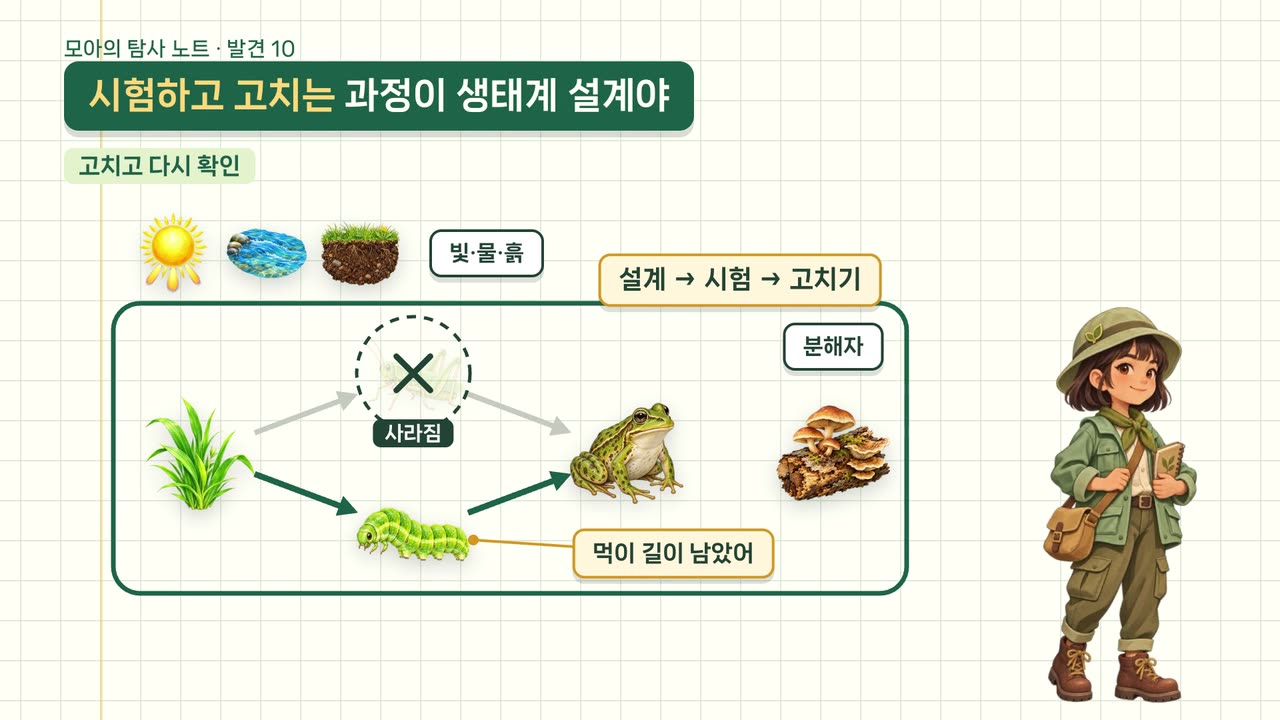 모아의 탐사 노트 · 발견 10
시험하고 고치는 과정이 생태계 설계야
고치고 다시 확인
빛·물·흙
설계 → 시험 → 고치기
분해자
사라짐
먹이 길이 남았어